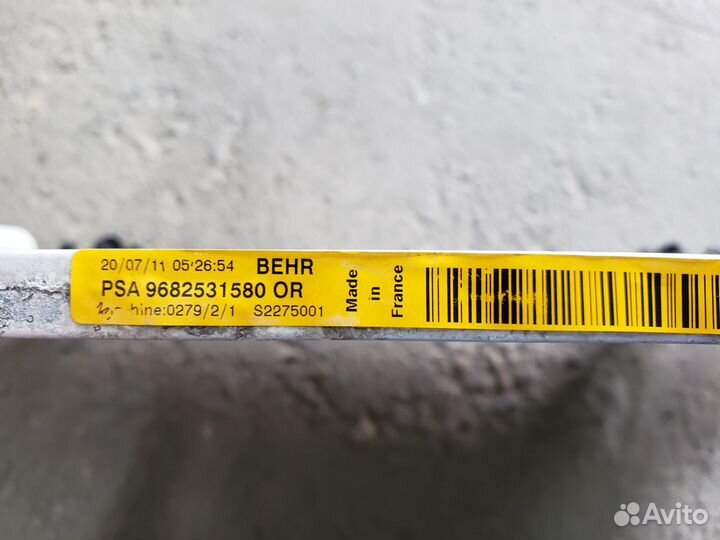 20/07/11 05:26:54 BEHR
PSA 9682531580 OR
hine:0279/2/1 S2275001
Made
in
France
Avito